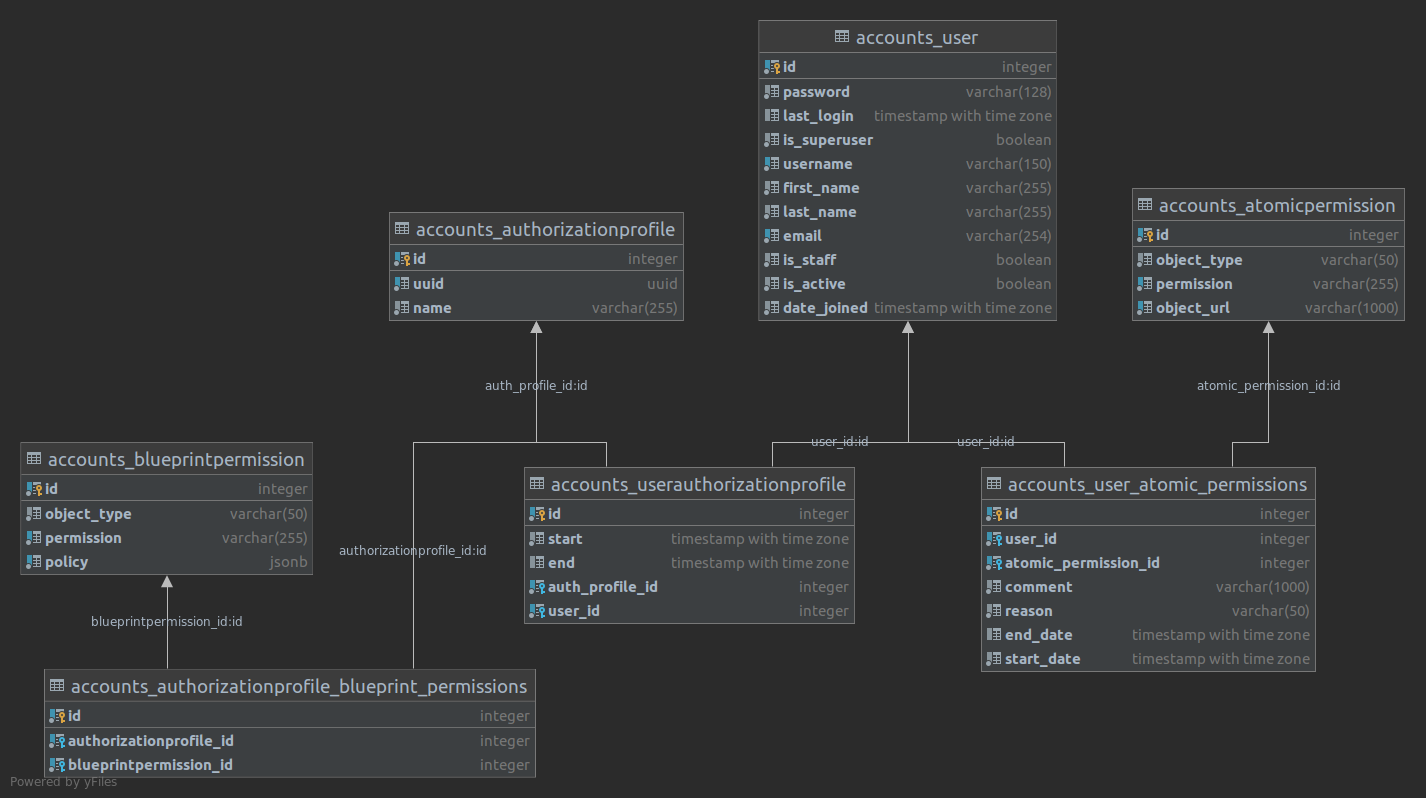 accounts_user
id integer
password varchar(128)
last_login timestamp with time zone
is_superuser boolean
username varchar(150)
first_name varchar(255)
last_name varchar(255)
email varchar(254)
is_staff boolean
is_active boolean
date_joined timestamp with time zone
accounts_atomicpermission
id integer
object_type varchar(50)
permission varchar(255)
object_url varchar(1000)
accounts_authorizationprofile
id integer
uuid uuid
name varchar(255)
auth_profile_id:id
atomic_permission_id:id
user_id:id
user_id:id
accounts_blueprintpermission
id integer
object_type varchar(50)
permission varchar(255)
policy jsonb
accounts_userauthorizationprofile
id integer
start timestamp with time zone
end timestamp with time zone
auth_profile_id integer
user_id integer
accounts_user_atomic_permissions
id integer
user_id integer
atomic_permission_id integer
comment varchar(1000)
reason varchar(50)
end_date timestamp with time zone
start_date timestamp with time zone
authorizationprofile_id:id
blueprintpermission_id:id
accounts_authorizationprofile_blueprint_permissions
id integer
authorizationprofile_id integer
blueprintpermission_id integer
Powered by yFiles